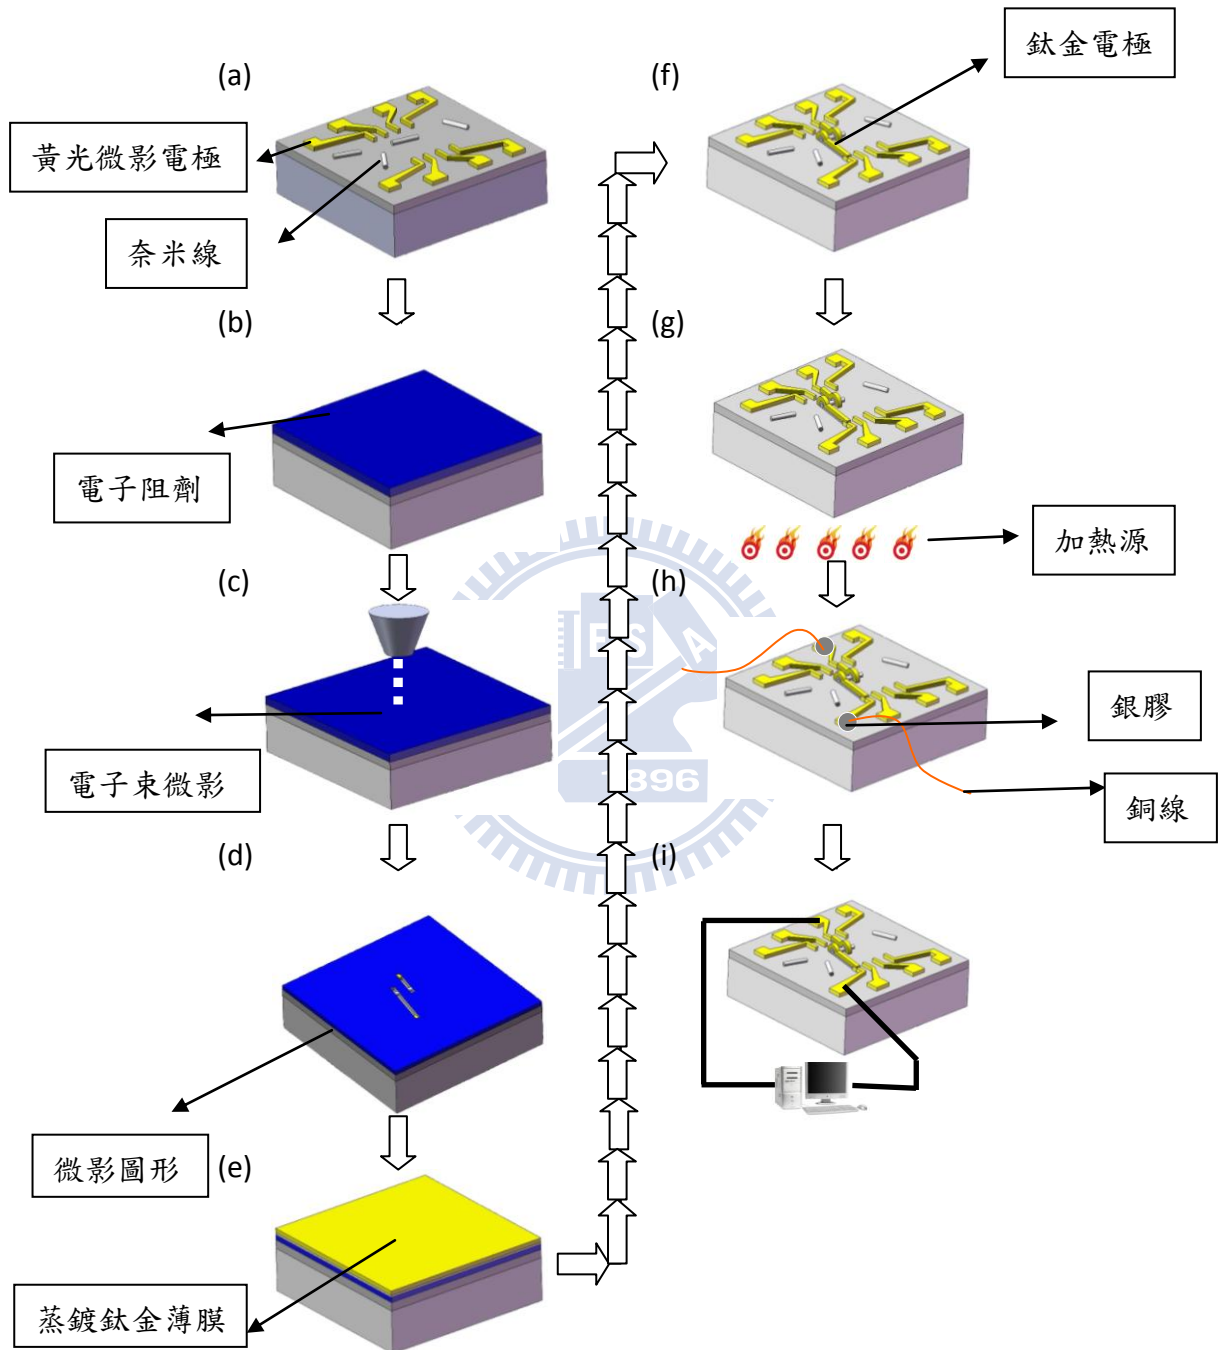 (a)
黃光微影電極
奈米線
(b)
電子阻劑
(c)
電子束微影
(d)
微影圖形
(e)
蒸鍍鈦金薄膜
(f)
鈦金電極
(g)
加熱源
(h)
銀膠
銅線
(i)
ES
A
1896